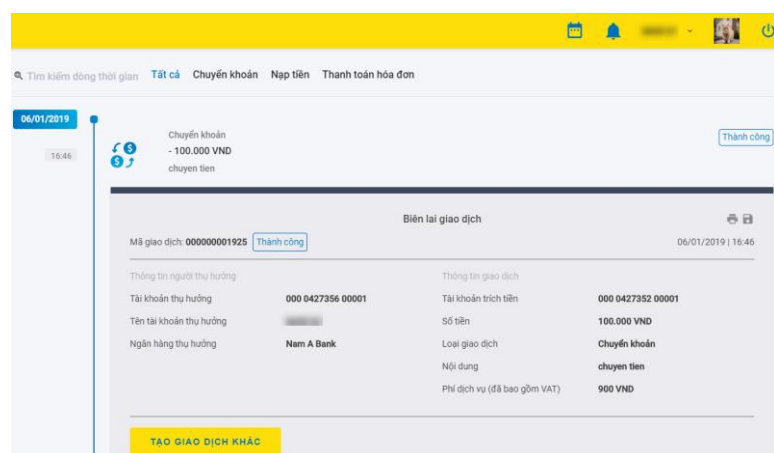 Tìm kiếm dòng thời gian Tất cả Chuyển khoản Nạp tiền Thanh toán hóa đơn
06/01/2019
16:46
Chuyển khoản
- 100.000 VND
chuyen tien
Thành công
Biên lai giao dịch
Mã giao dịch: 000000001925 Thành công 06/01/2019 | 16:46
Thông tin người thụ hưởng Thông tin giao dịch
Tài khoản thụ hưởng 000 0427356 00001 Tài khoản trích tiền 000 0427352 00001
Tên tài khoản thụ hưởng Số tiền 100.000 VND
Ngân hàng thụ hưởng Nam A Bank Loại giao dịch Chuyển khoản
Nội dung chuyen tien
Phí dịch vụ (đã bao gồm VAT) 900 VND
TẠO GIAO DỊCH KHÁC